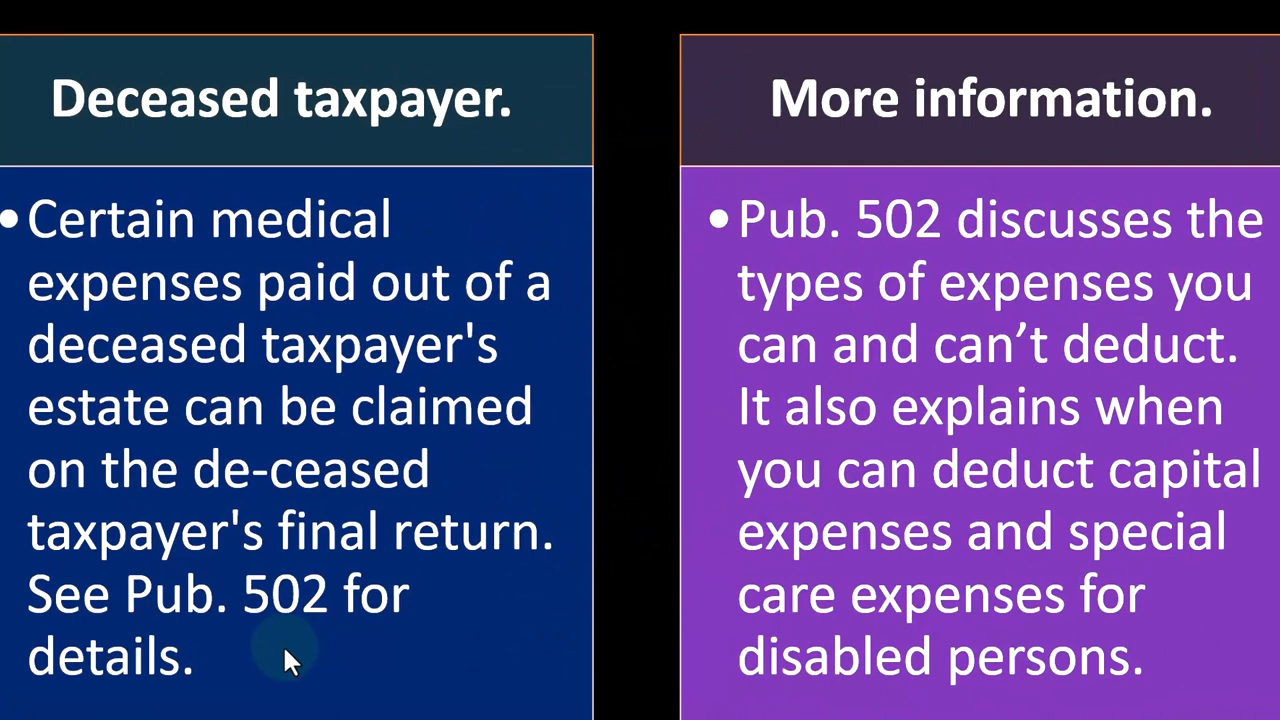 Deceased taxpayer.
•Certain medical
expenses paid out of a
deceased taxpayer's
estate can be claimed
on the de-ceased
taxpayer's final return.
See Pub. 502 for
details.
More information.
•Pub. 502 discusses the
types of expenses you
can and can’t deduct.
It also explains when
you can deduct capital
expenses and special
care expenses for
disabled persons.